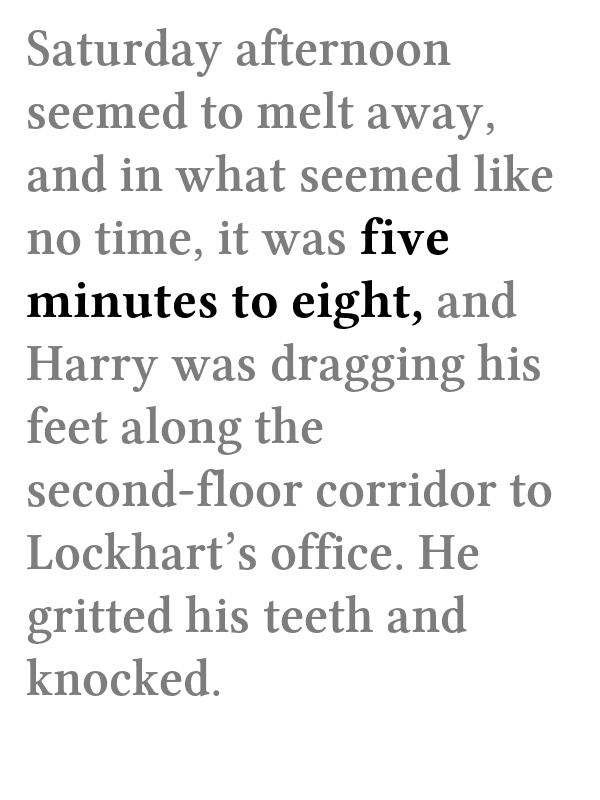 Saturday afternoon
seemed to melt away,
and in what seemed like
no time, it was five
minutes to eight, and
Harry was dragging his
feet along the
second-floor corridor to
Lockhart’s office. He
gritted his teeth and
knocked.